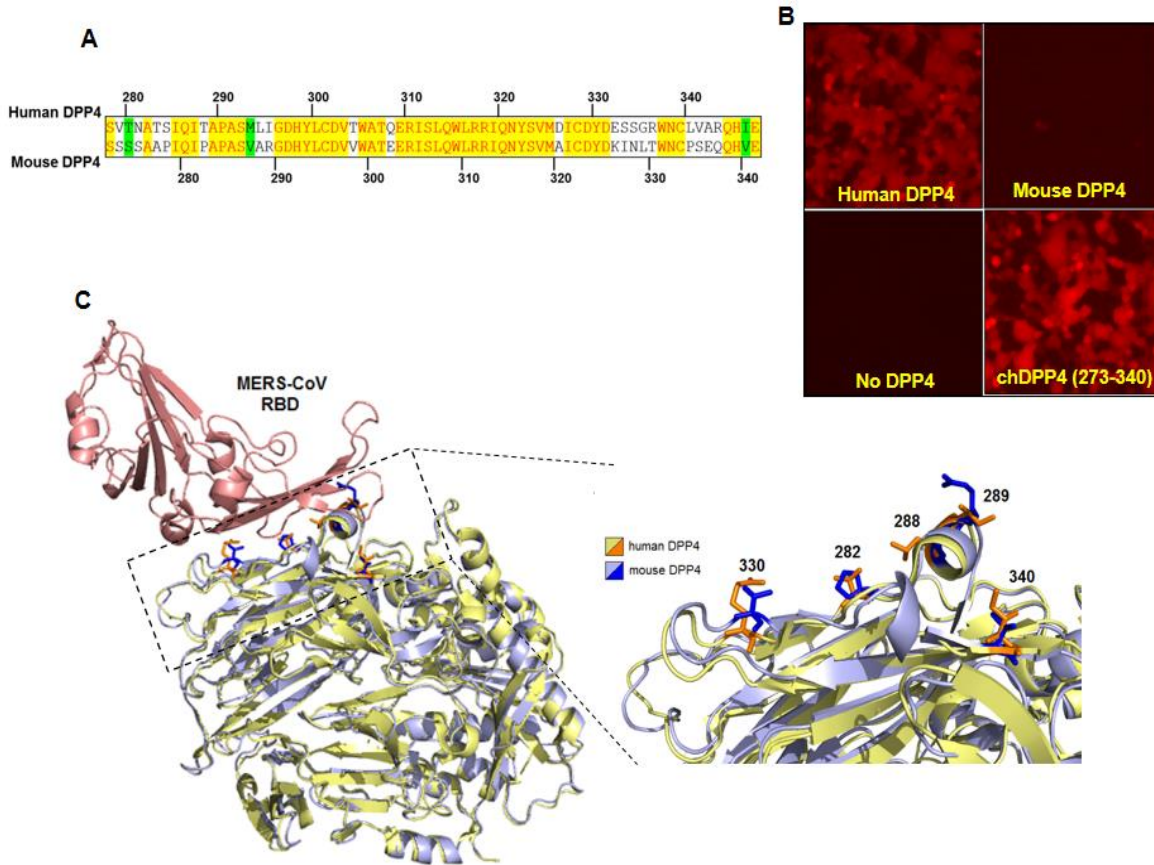 A
280 290 300 310 320 330 340
Human DPP4
SVTNATSIQITAPASMLIGDHYLCDVTWATQERISLQWLRRIQNYSVMDICDYDESSGRWNCLVARQHIE
SSSSAAPIQIPAPASVARGDHYLCDVVWATEERISLQWLRRIQNYSVMAICDYDKINLTWNCPSEQQHVE
Mouse DPP4
280 290 300 310 320 330 340
B
Human DPP4
Mouse DPP4
No DPP4
chDPP4 (273-340)
C
MERS-CoV
RBD
human DPP4
mouse DPP4
330
282
288
289
340